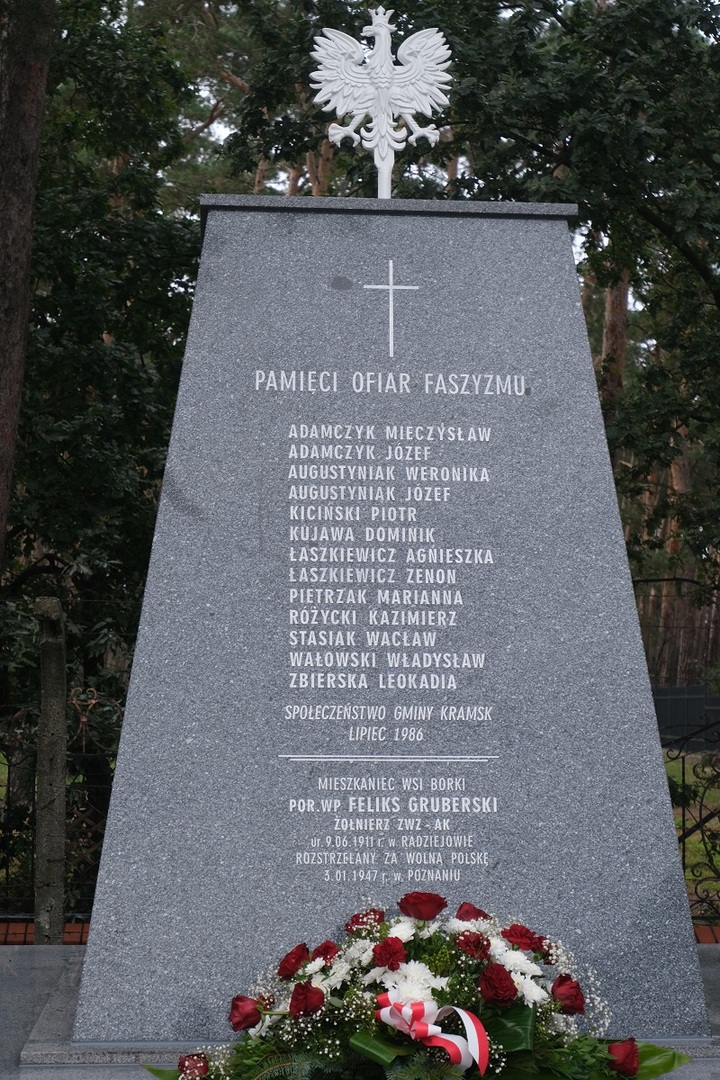 PAMIĘCI OFIAR FASZYZMU
ADAMCZYK MIECZYSŁAW
ADAMCZYK JÓZEF
AUGUSTYNIAK WERONIKA
AUGUSTYNIAK JÓZEF
KICIŃSKI PIOTR
KUJAWA DOMINIK
ŁASZKIEWICZ AGNIESZKA
ŁASZKIEWICZ ZENON
PIETRZAK MARIANNA
RÓŻYCKI KAZIMIERZ
STASIAK WACŁAW
WAŁOWSKI WŁADYSŁAW
ZBIERSKA LEOKADIA
SPOŁECZEŃSTWO GMINY KRAMSK
LIPIEC 1986
MIESZKANIEC WSI BORKI
POR.WP FELIKS GRUBERSKI
ŻOŁNIERZ ZWZ - AK
ur. 9.06.1911 r. w RADZIEJOWIE
ROZSTRZELANY ZA WOLNĄ POLSKĘ
3.01.1947 r. w. POZNANIU